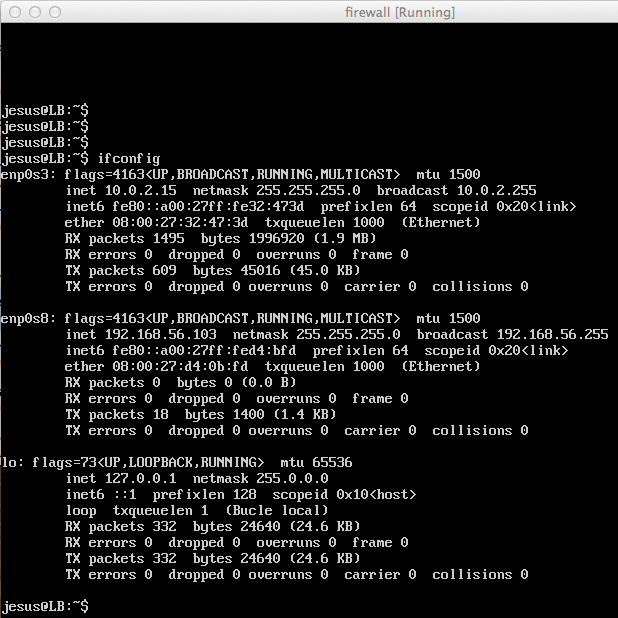 firewall [Running]
jesus@LB:~$
jesus@LB:~$
jesus@LB:~$
jesus@LB:~$ ifconfig
enp0s3: flags=4163<UP,BROADCAST,RUNNING,MULTICAST>  mtu 1500
        inet 10.0.2.15  netmask 255.255.255.0  broadcast 10.0.2.255
        inet6 fe80::a00:27ff:fe32:473d  prefixlen 64  scopeid 0x20<link>
        ether 08:00:27:32:47:3d  txqueuelen 1000  (Ethernet)
        RX packets 1495  bytes 1996920 (1.9 MB)
        RX errors 0  dropped 0  overruns 0  frame 0
        TX packets 609  bytes 45016 (45.0 KB)
        TX errors 0  dropped 0 overruns 0  carrier 0  collisions 0
enp0s8: flags=4163<UP,BROADCAST,RUNNING,MULTICAST>  mtu 1500
        inet 192.168.56.103  netmask 255.255.255.0  broadcast 192.168.56.255
        inet6 fe80::a00:27ff:fed4:bfd  prefixlen 64  scopeid 0x20<link>
        ether 08:00:27:d4:0b:fd  txqueuelen 1000  (Ethernet)
        RX packets 0  bytes 0 (0.0 B)
        RX errors 0  dropped 0  overruns 0  frame 0
        TX packets 18  bytes 1400 (1.4 KB)
        TX errors 0  dropped 0 overruns 0  carrier 0  collisions 0
lo: flags=73<UP,LOOPBACK,RUNNING>  mtu 65536
        inet 127.0.0.1  netmask 255.0.0.0
        inet6 ::1  prefixlen 128  scopeid 0x10<host>
        loop  txqueuelen 1  (Bucle local)
        RX packets 332  bytes 24640 (24.6 KB)
        RX errors 0  dropped 0  overruns 0  frame 0
        TX packets 332  bytes 24640 (24.6 KB)
        TX errors 0  dropped 0 overruns 0  carrier 0  collisions 0
jesus@LB:~$